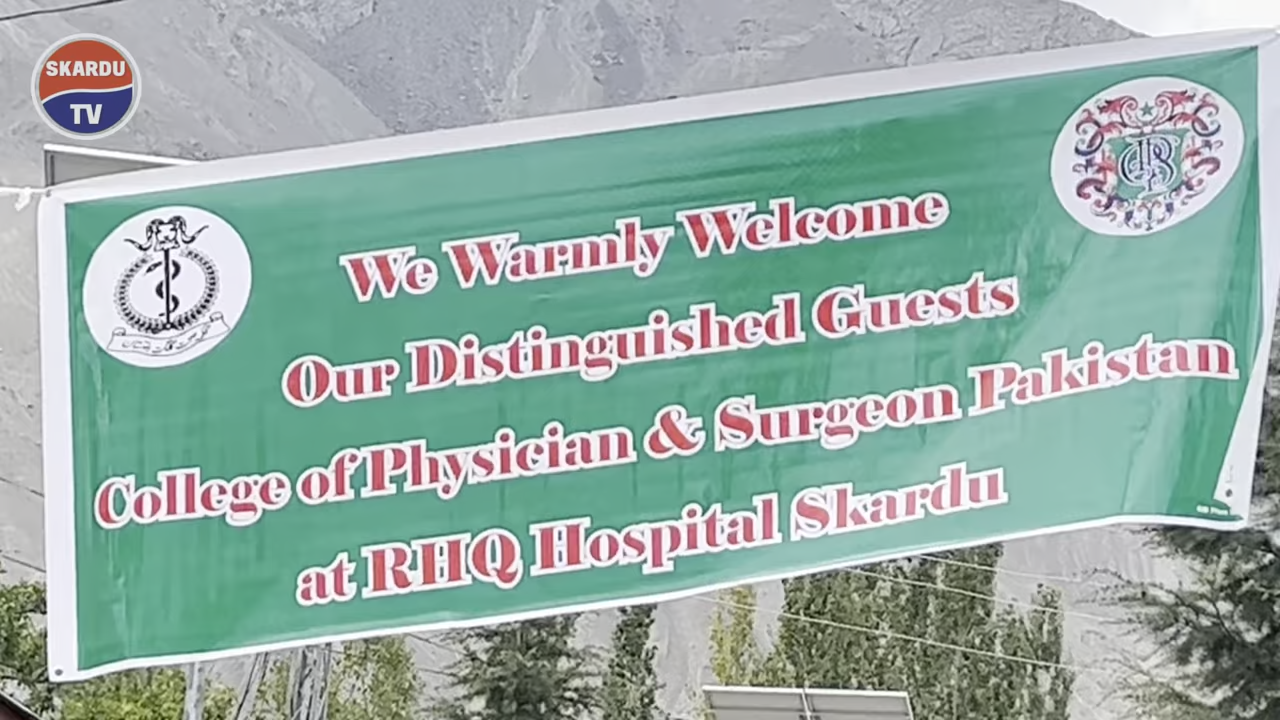 SKARDU
TV
We Warmly Welcome
Our Distinguished Guests
College of Physician & Surgeon Pakistan
at RHQ Hospital Skardu